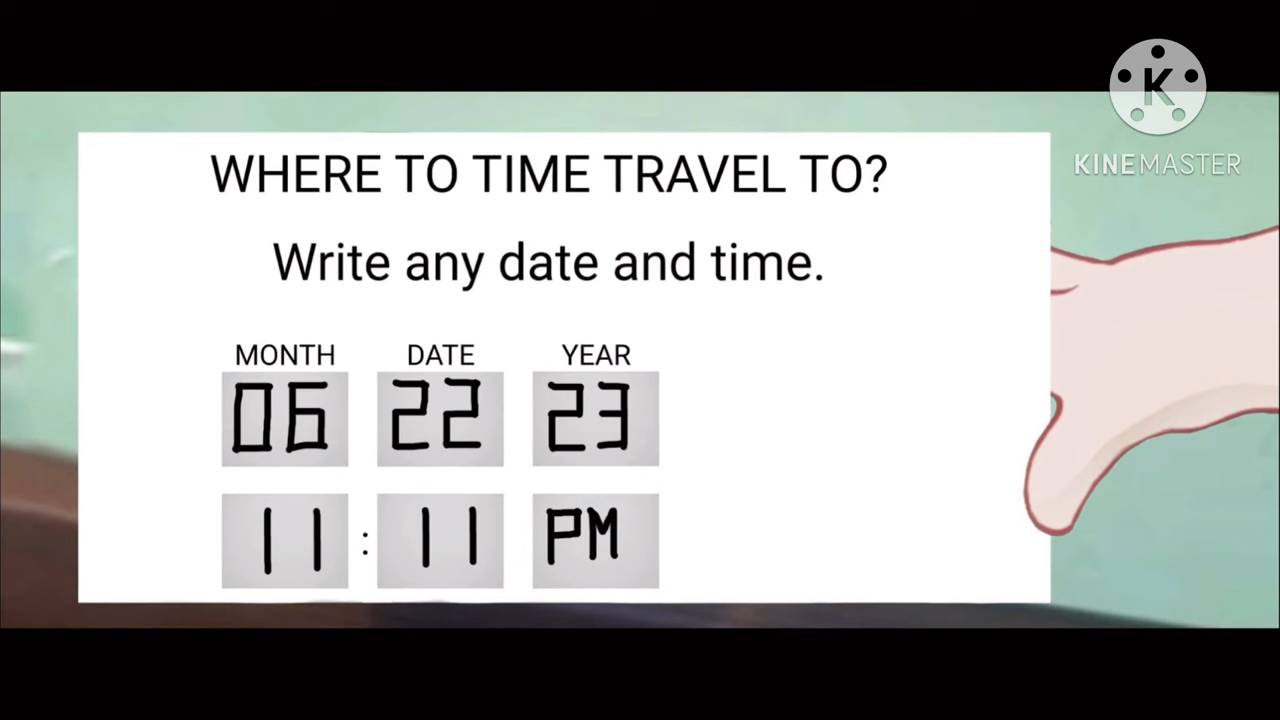 K
KINEMASTER
WHERE TO TIME TRAVEL TO?
Write any date and time.
MONTH DATE YEAR
06 22 23
11 : 11 PM